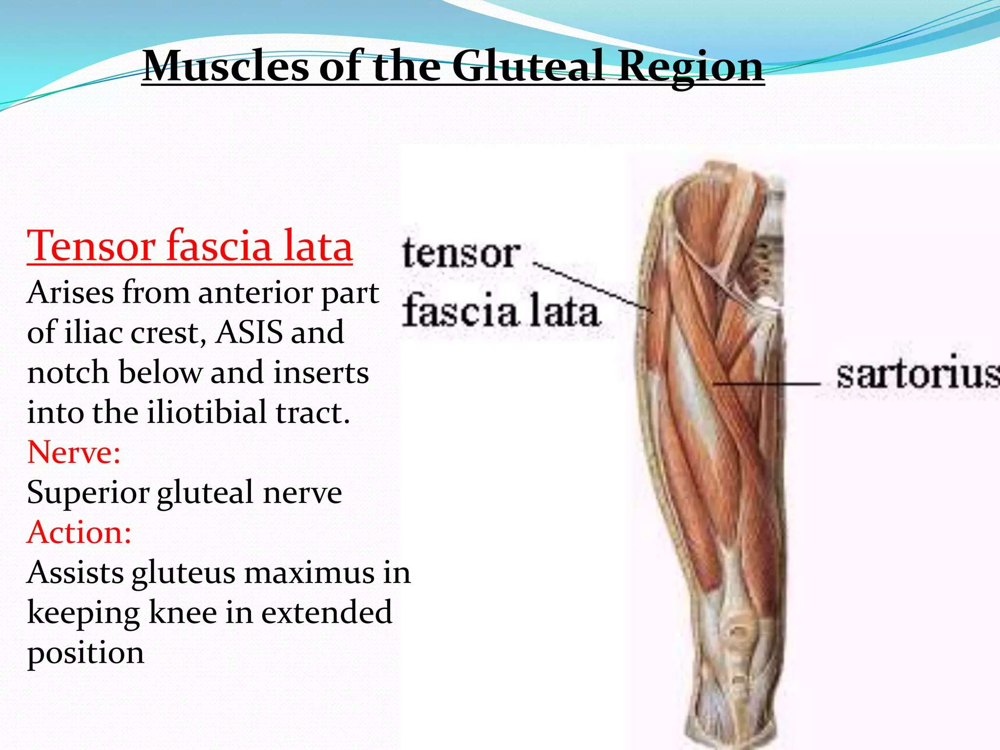 Muscles of the Gluteal Region
Tensor fascia lata
Arises from anterior part
of iliac crest, ASIS and
notch below and inserts
into the iliotibial tract.
Nerve:
Superior gluteal nerve
Action:
Assists gluteus maximus in
keeping knee in extended
position
tensor
fascia lata
sartorius